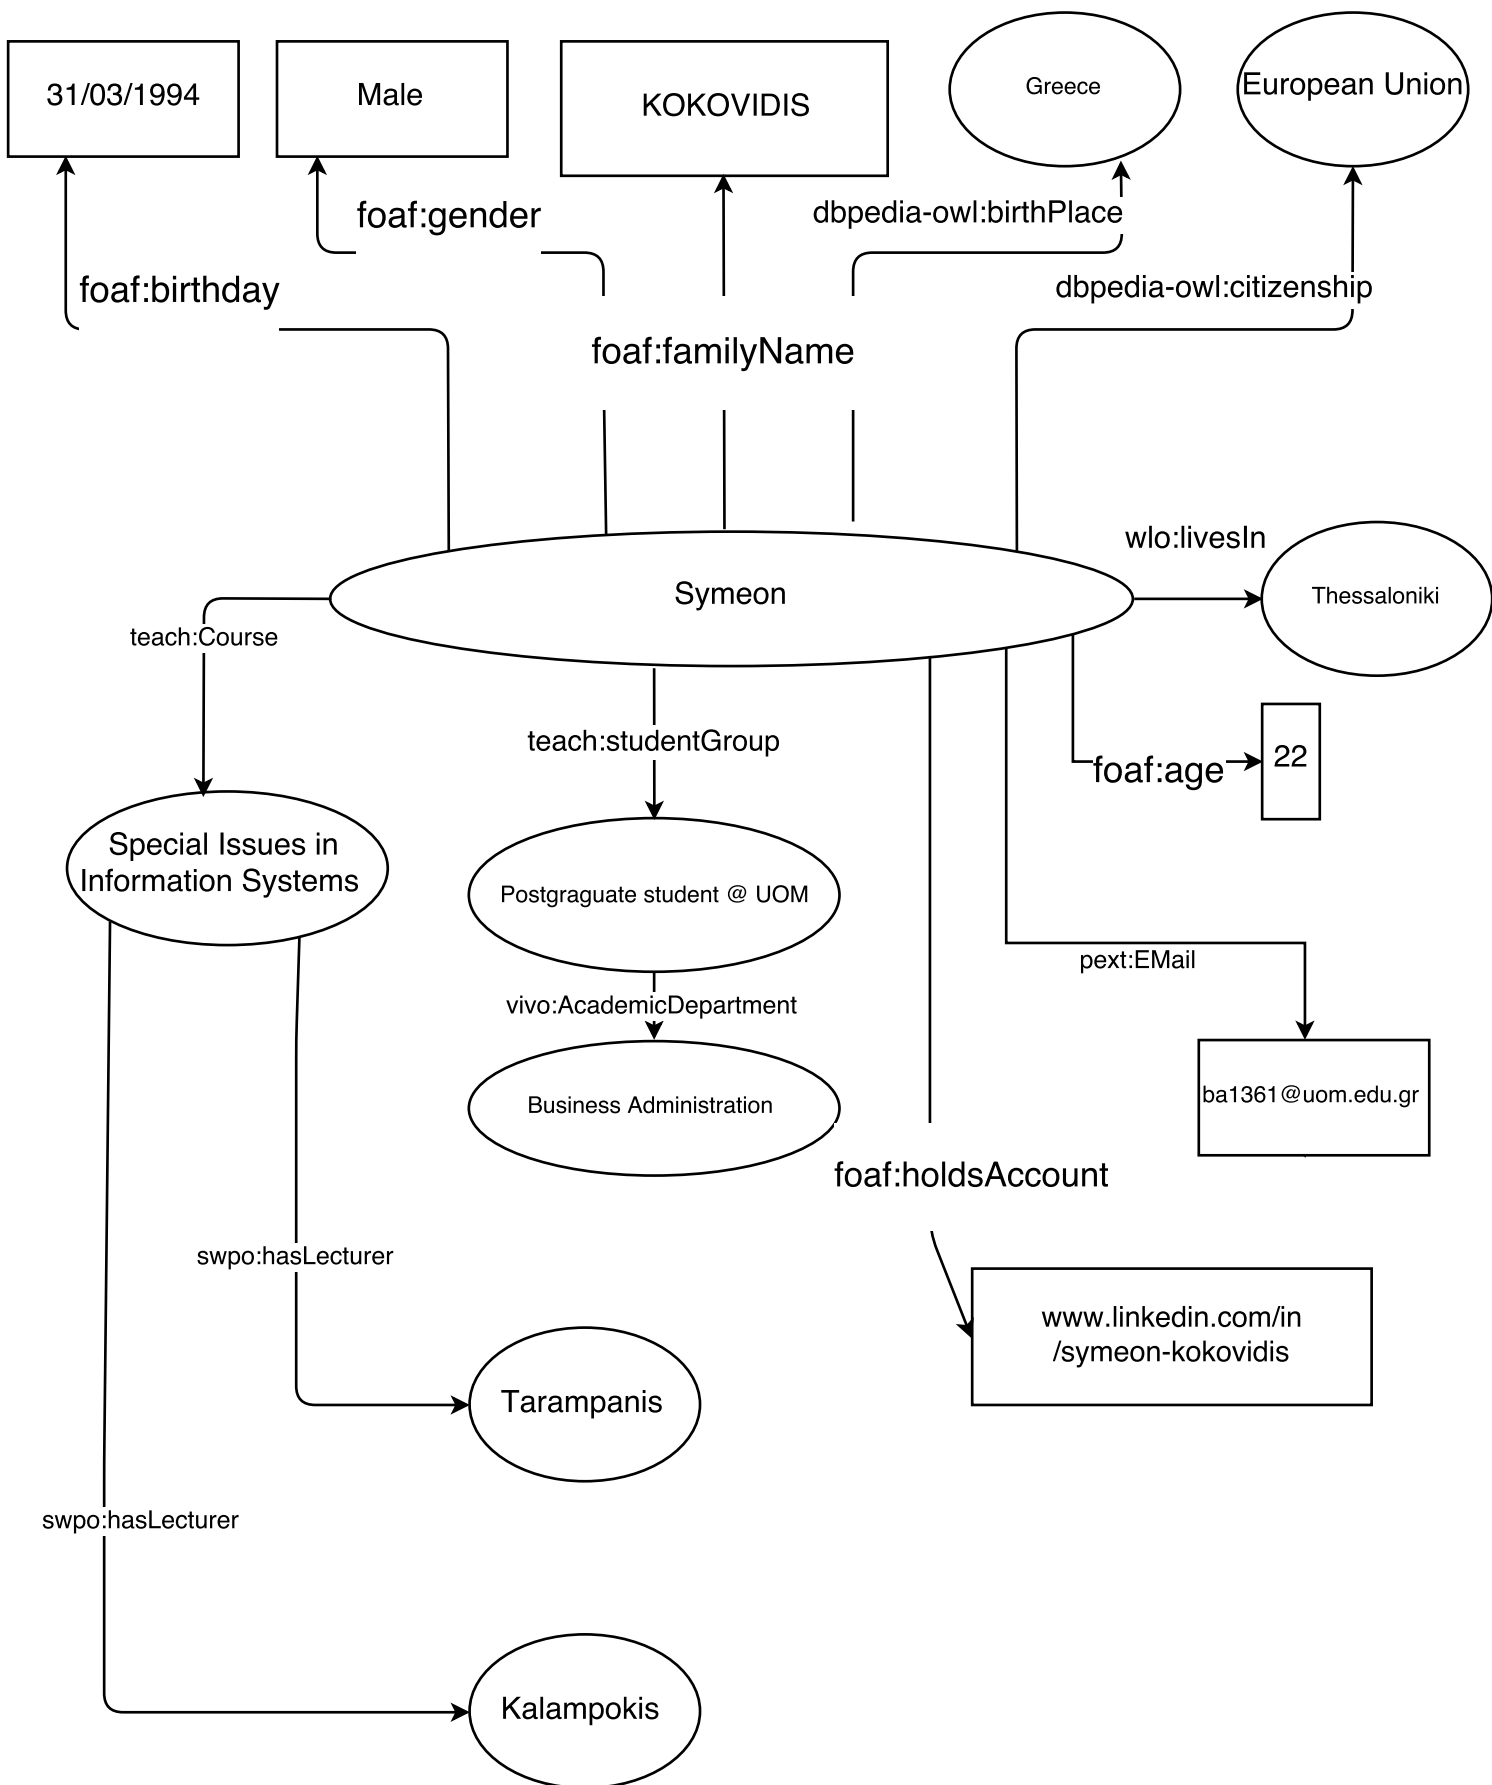 31/03/1994
Male
KOKOVIDIS
Greece
European Union
foaf:gender
dbpedia-owl:birthPlace
foaf:birthday
dbpedia-owl:citizenship
foaf:familyName
wlo:livesIn
Symeon
Thessaloniki
teach:Course
teach:studentGroup
foaf:age
22
Special Issues in
Information Systems
Postgraguate student @ UOM
pext:EMail
vivo:AcademicDepartment
Business Administration
ba1361@uom.edu.gr
foaf:holdsAccount
swpo:hasLecturer
www.linkedin.com/in
/symeon-kokovidis
Tarampanis
swpo:hasLecturer
Kalampokis